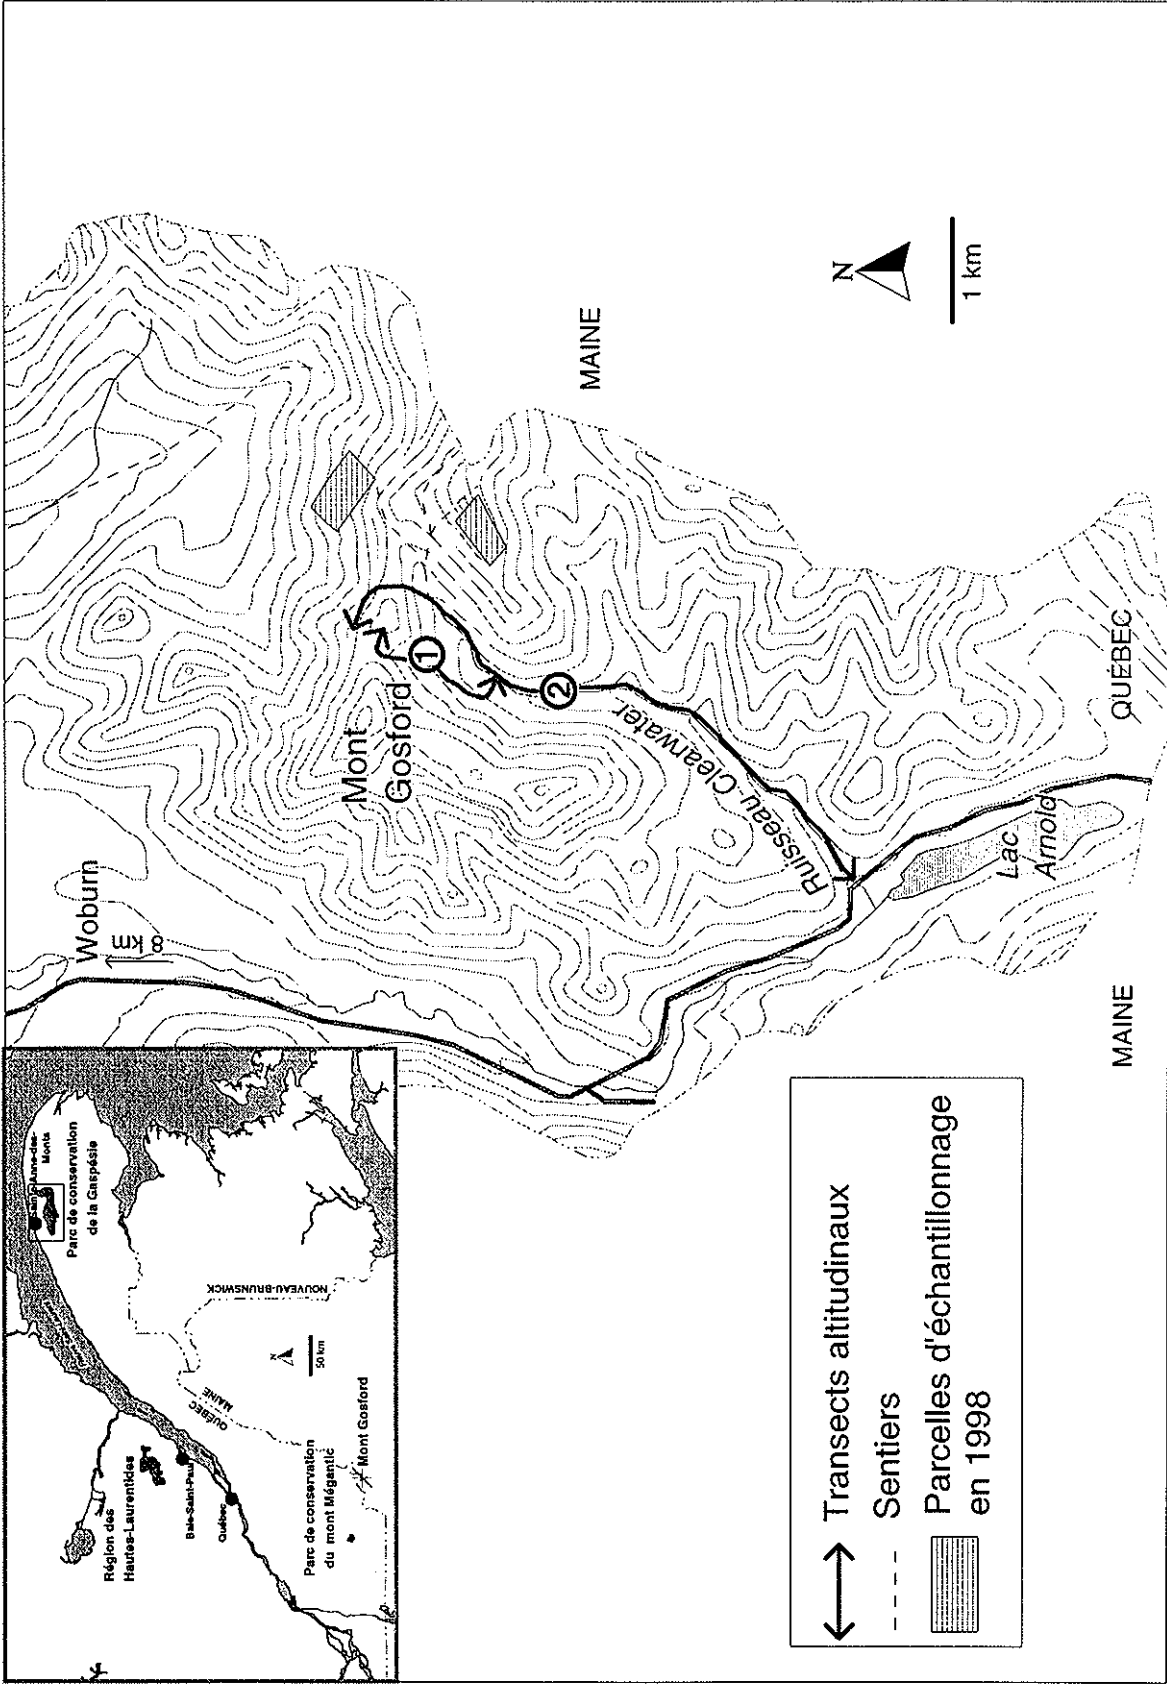 Sainte-Anne-des-
Monts
Parc de conservation
de la Gaspésie
Région des
Hautes-Laurentides
Baie-Saint-Paul
Québec
QUÉBEC
MAINE
NOUVEAU-BRUNSWICK
N
50 km
Parc de conservation
du mont Mégantic
Mont Gosford
Woburn
8 km
Mont
Gosford
1
2
Ruisseau Clearwater
Lac
Arnold
MAINE
QUÉBEC
MAINE
N
1 km
Transects altitudinaux
Sentiers
Parcelles d'échantillonnage
en 1998